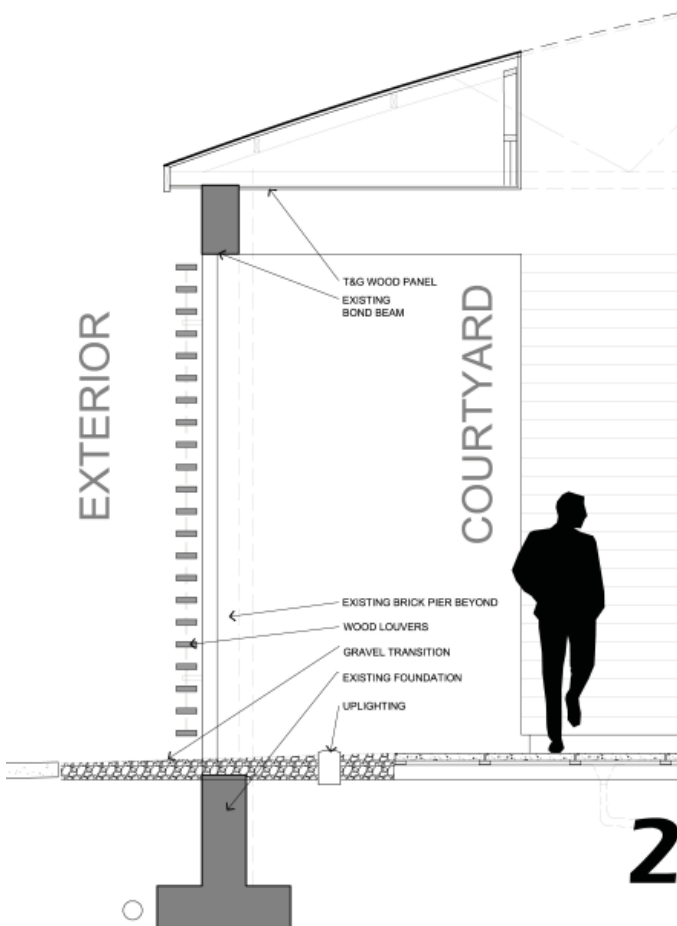 T&G WOOD PANEL
EXISTING
BOND BEAM
EXTERIOR
COURTYARD
EXISTING BRICK PIER BEYOND
WOOD LOUVERS
GRAVEL TRANSITION
EXISTING FOUNDATION
UPLIGHTING
2